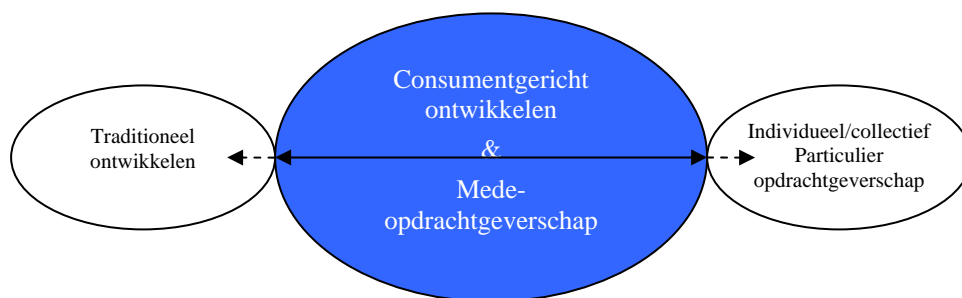 Traditioneel
ontwikkelen
Consumentgericht
ontwikkelen
&
Mede-
opdrachtgeverschap
Individueel/collectief
Particulier
opdrachtgeverschap